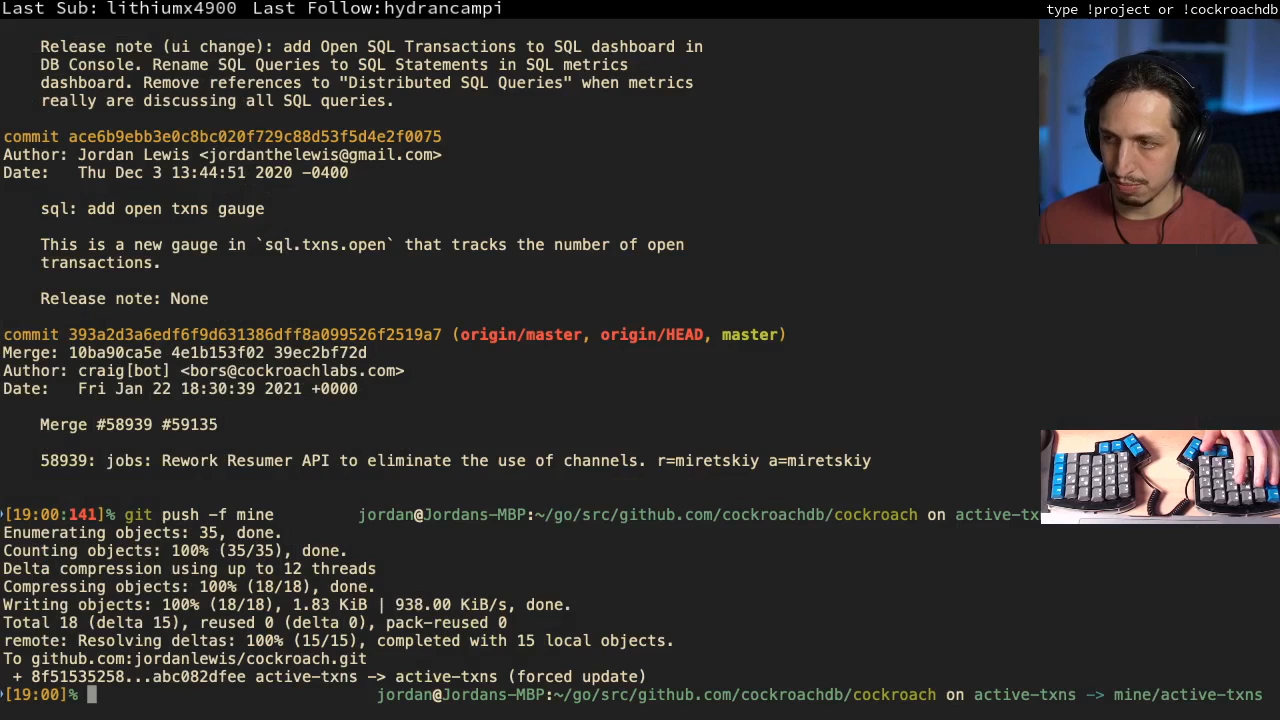 Last Sub: lithiumx4900 Last Follow:hydrancampi
type !project or !cockroachdb
Release note (ui change): add Open SQL Transactions to SQL dashboard in
DB Console. Rename SQL Queries to SQL Statements in SQL metrics
dashboard. Remove references to "Distributed SQL Queries" when metrics
really are discussing all SQL queries.
commit ace6b9ebb3e0c8bc020f729c88d53f5d4e2f0075
Author: Jordan Lewis <jordanthelewis@gmail.com>
Date:   Thu Dec 3 13:44:51 2020 -0400
sql: add open txns gauge
This is a new gauge in `sql.txns.open` that tracks the number of open
transactions.
Release note: None
commit 393a2d3a6edf6f9d631386dff8a099526f2519a7 (origin/master, origin/HEAD, master)
Merge: 10ba90ca5e 4e1b153f02 39ec2bf72d
Author: craig[bot] <bors@cockroachlabs.com>
Date:   Fri Jan 22 18:30:39 2021 +0000
Merge #58939 #59135
58939: jobs: Rework Resumer API to eliminate the use of channels. r=miretskiy a=miretskiy
[19:00:141]% git push -f mine jordan@Jordans-MBP:~/go/src/github.com/cockroachdb/cockroach on active-tx
Enumerating objects: 35, done.
Counting objects: 100% (35/35), done.
Delta compression using up to 12 threads
Compressing objects: 100% (18/18), done.
Writing objects: 100% (18/18), 1.83 KiB | 938.00 KiB/s, done.
Total 18 (delta 15), reused 0 (delta 0), pack-reused 0
remote: Resolving deltas: 100% (15/15), completed with 15 local objects.
To github.com:jordanlewis/cockroach.git
+ 8f51535258...abc082dfee active-txns -> active-txns (forced update)
[19:00]% jordan@Jordans-MBP:~/go/src/github.com/cockroachdb/cockroach on active-txns -> mine/active-txns